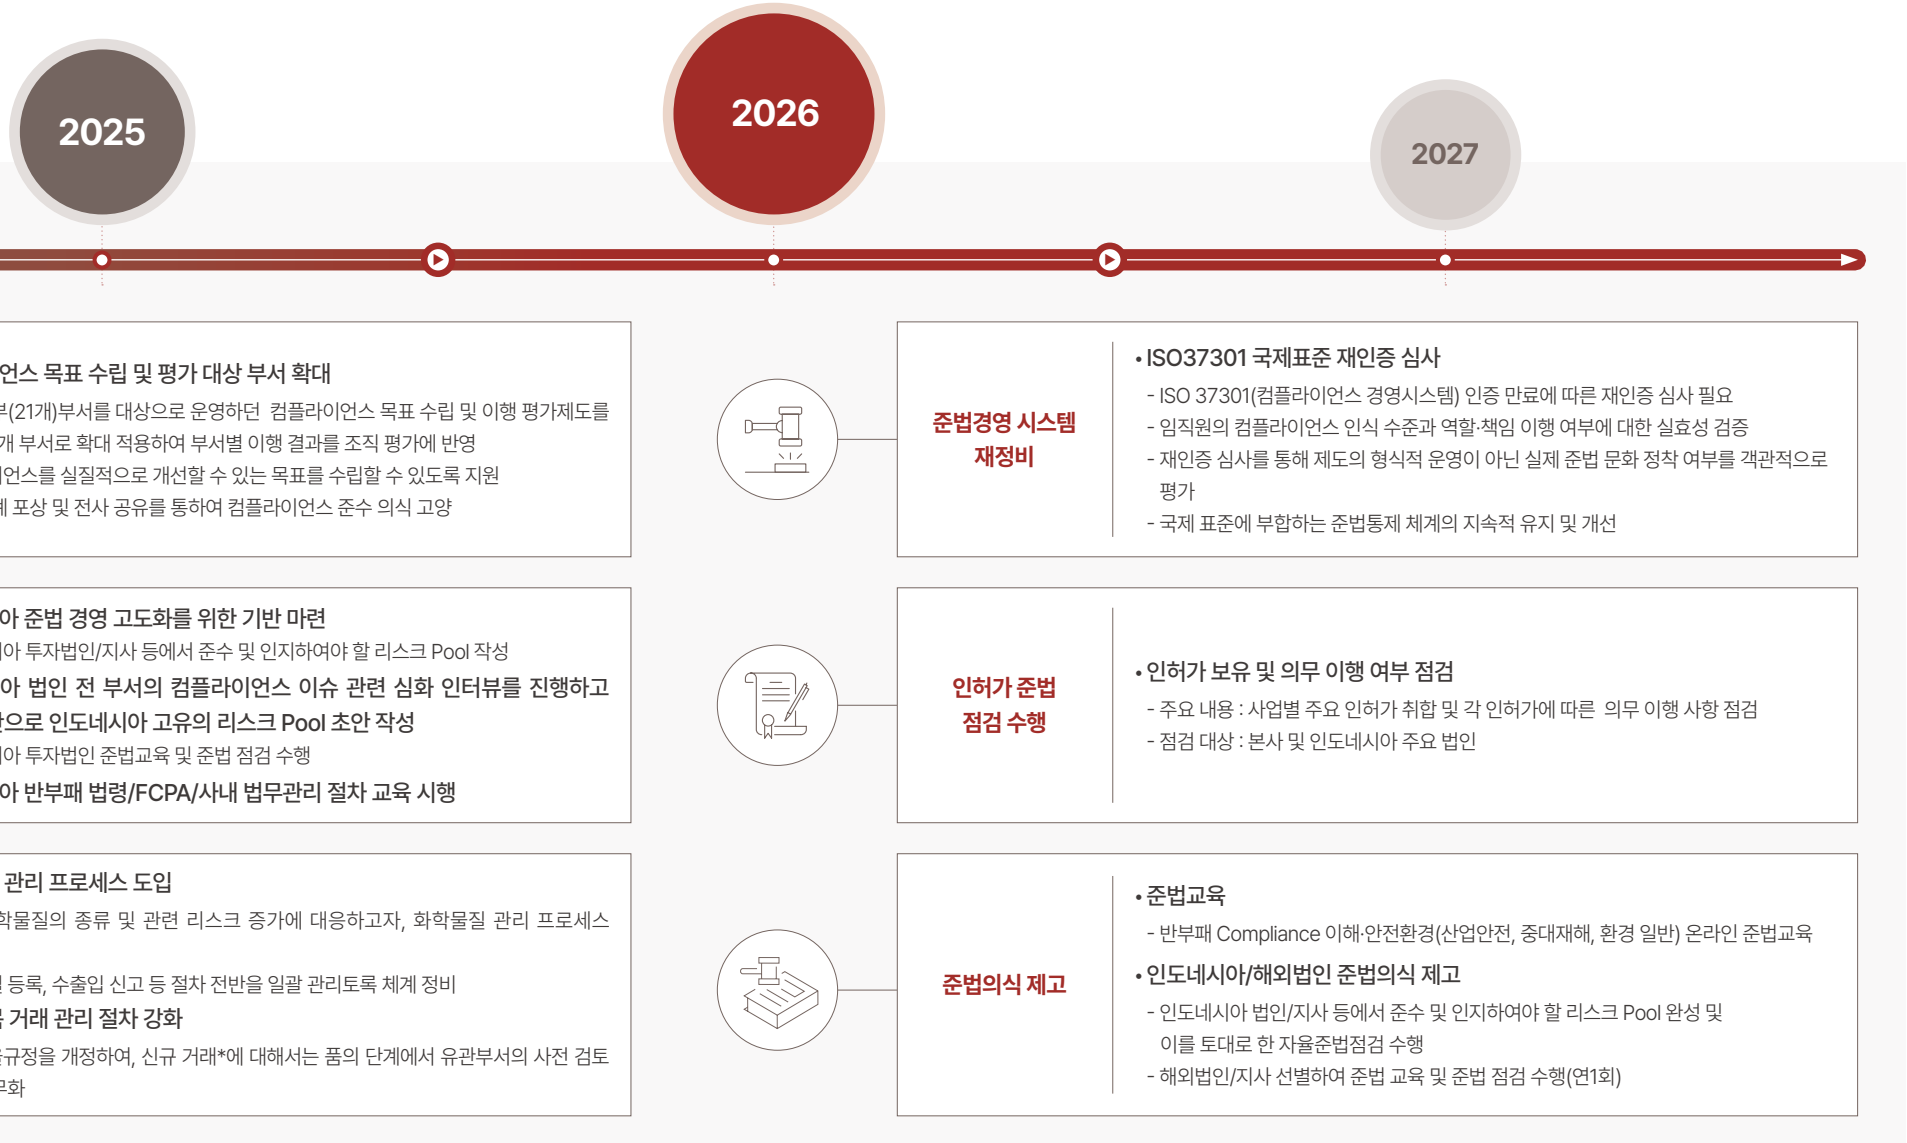 2025
2026
2027
언스 목표 수립 및 평가 대상 부서 확대
부(21개)부서를 대상으로 운영하던 컴플라이언스 목표 수립 및 이행 평가제도를
개 부서로 확대 적용하여 부서별 이행 결과를 조직 평가에 반영
언스를 실질적으로 개선할 수 있는 목표를 수립할 수 있도록 지원
포상 및 전사 공유를 통하여 컴플라이언스 준수 의식 고양
아 준법 경영 고도화를 위한 기반 마련
아 투자법인/지사 등에서 준수 및 인지하여야 할 리스크 Pool 작성
아 법인 전 부서의 컴플라이언스 이슈 관련 심화 인터뷰를 진행하고
으로 인도네시아 고유의 리스크 Pool 초안 작성
아 투자법인 준법교육 및 준법 점검 수행
아 반부패 법령/FCPA/사내 법무관리 절차 교육 시행
관리 프로세스 도입
학물질의 종류 및 관련 리스크 증가에 대응하고자, 화학물질 관리 프로세스
등록, 수출입 신고 등 절차 전반을 일괄 관리토록 체계 정비
거래 관리 절차 강화
규정을 개정하여, 신규 거래*에 대해서는 품의 단계에서 유관부서의 사전 검토
무화
준법경영 시스템
재정비
• ISO37301 국제표준 재인증 심사
- ISO 37301(컴플라이언스 경영시스템) 인증 만료에 따른 재인증 심사 필요
- 임직원의 컴플라이언스 인식 수준과 역할·책임 이행 여부에 대한 실효성 검증
- 재인증 심사를 통해 제도의 형식적 운영이 아닌 실제 준법 문화 정착 여부를 객관적으로
평가
- 국제 표준에 부합하는 준법통제 체계의 지속적 유지 및 개선
인허가 준법
점검 수행
• 인허가 보유 및 의무 이행 여부 점검
- 주요 내용 : 사업별 주요 인허가 취합 및 각 인허가에 따른 의무 이행 사항 점검
- 점검 대상 : 본사 및 인도네시아 주요 법인
준법의식 제고
• 준법교육
- 반부패 Compliance 이해·안전환경(산업안전, 중대재해, 환경 일반) 온라인 준법교육
• 인도네시아/해외법인 준법의식 제고
- 인도네시아 법인/지사 등에서 준수 및 인지하여야 할 리스크 Pool 완성 및
이를 토대로 한 자율준법점검 수행
- 해외법인/지사 선별하여 준법 교육 및 준법 점검 수행(연1회)